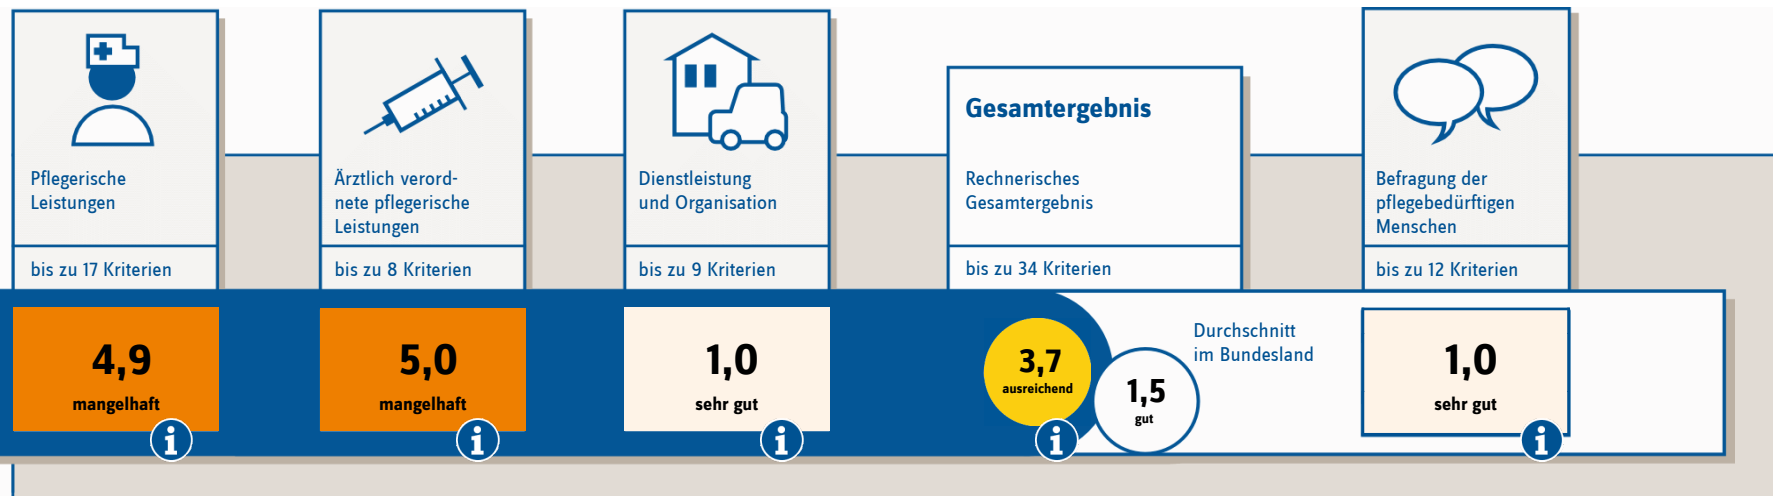 Pflegerische
Leistungen
bis zu 17 Kriterien
4,9
mangelhaft
i
Ärztlich verord-
nete pflegerische
Leistungen
bis zu 8 Kriterien
5,0
mangelhaft
i
Dienstleistung
und Organisation
bis zu 9 Kriterien
1,0
sehr gut
i
Gesamtergebnis
Rechnerisches
Gesamtergebnis
bis zu 34 Kriterien
3,7
ausreichend
i
1,5
gut
Durchschnitt
im Bundesland
Befragung der
pflegebedürftigen
Menschen
bis zu 12 Kriterien
1,0
sehr gut
i